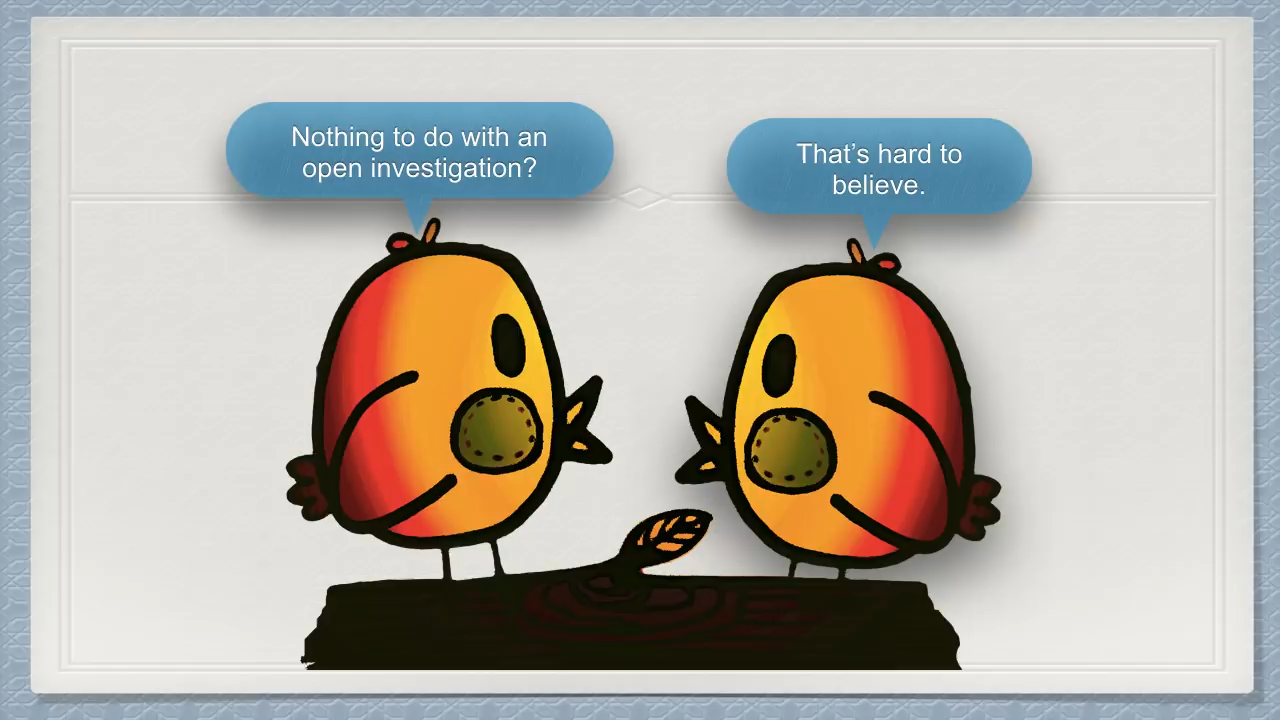 Nothing to do with an
open investigation?
That’s hard to
believe.